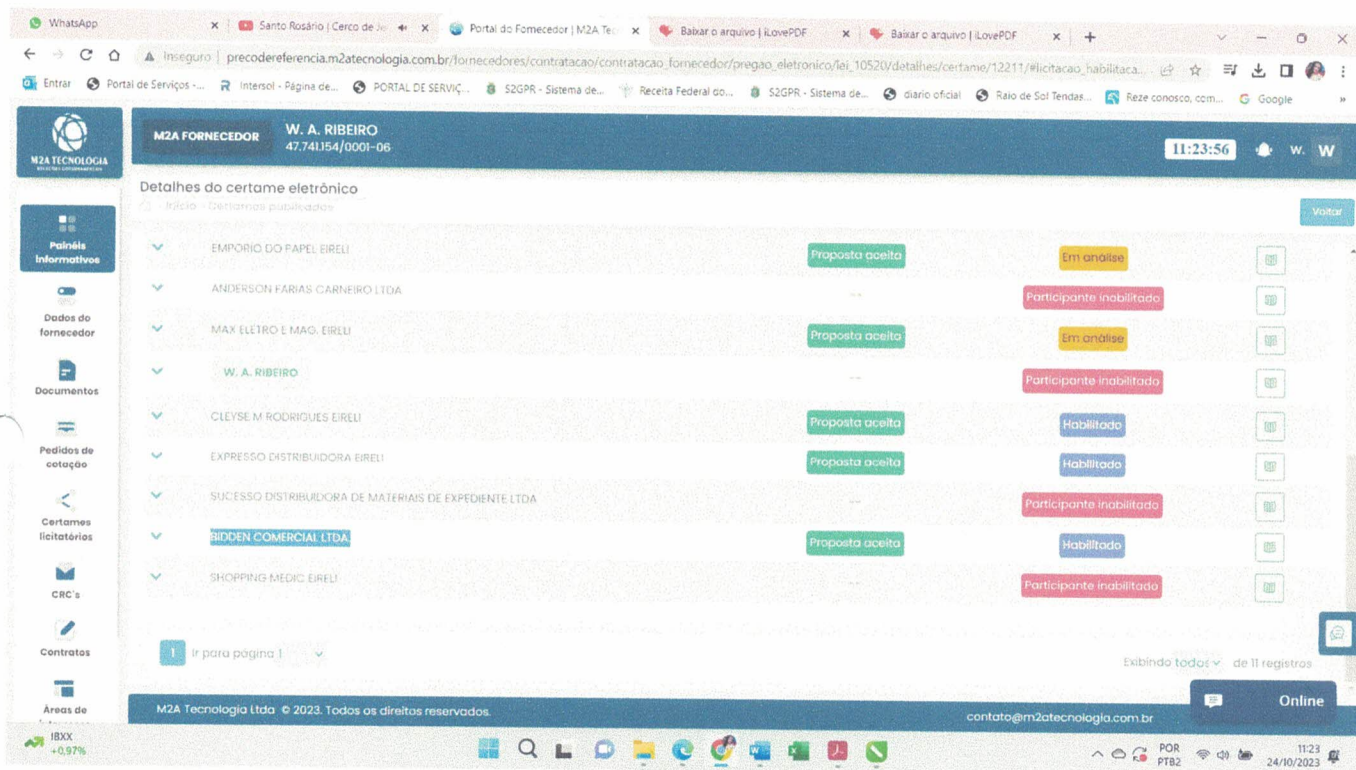 WhatsApp
Santo Rosário | Cerco de Je
Portal do Fornecedor | M2A Te
Baixar o arquivo | iLovePDF
Baixar o arquivo | iLovePDF
Inseguro | precodereferencia.m2atecnologia.com.br/fornecedores/contratacao/contratacao_fornecedor/pregao_eletronico/lei_10520/detalhes/certame/12211/#licitacao_habilitaca...
Entrar
Portal de Serviços -...
Intersol - Página de...
PORTAL DE SERVIÇ...
S2GPR - Sistema de...
Receita Federal do...
S2GPR - Sistema de...
diario oficial
Raio de Sol Tendas...
Reze conosco, com...
Google
M2A TECNOLOGIA
M2A FORNECEDOR
W. A. RIBEIRO
47.741.154/0001-06
11:23:56
W. W
Detalhes do certame eletrônico
Início - Certames publicados
Voltar
Painéis
Informativos
Dados do
fornecedor
Documentos
Pedidos de
cotação
Certames
licitatórios
CRC's
Contratos
Áreas de
EMPORIO DO PAPEL EIRELI Proposta aceita Em análise
ANDERSON FARIAS CARNEIRO LTDA -- Participante inabilitado
MAX ELETRO E MAG. EIRELI Proposta aceita Em análise
W. A. RIBEIRO -- Participante inabilitado
CLEYSE M RODRIGUES EIRELI Proposta aceita Habilitado
EXPRESSO DISTRIBUIDORA EIRELI Proposta aceita Habilitado
SUCESSO DISTRIBUIDORA DE MATERIAIS DE EXPEDIENTE LTDA -- Participante inabilitado
BIDDEN COMERCIAL LTDA. Proposta aceita Habilitado
SHOPPING MEDIC EIRELI -- Participante inabilitado
1 Ir para página 1
Exibindo todos de 11 registros
M2A Tecnologia Ltda © 2023. Todos os direitos reservados.
contato@m2atecnologia.com.br
Online
IBXX
+0,97%
POR
PTB2
11:23
24/10/2023